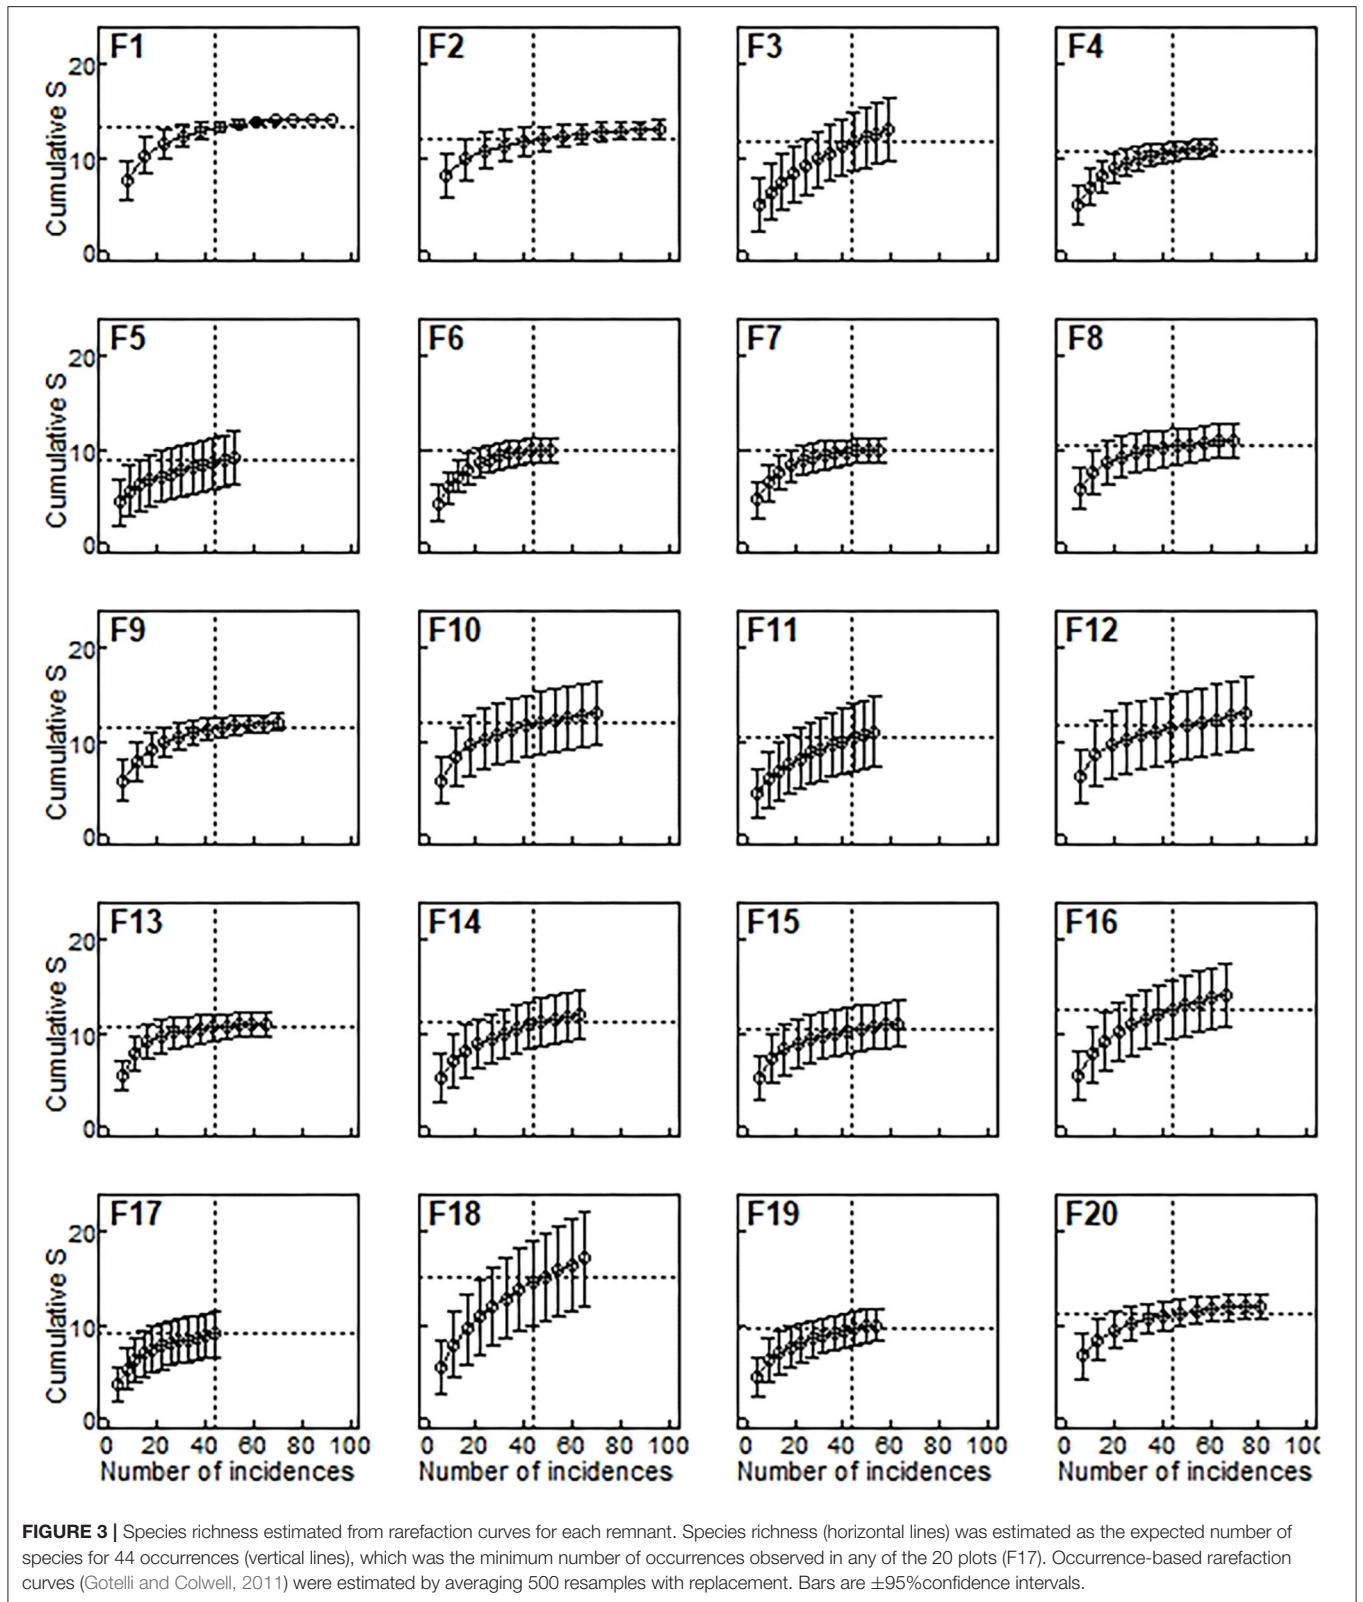 F1 F2 F3 F4
20
10
0
Cumulative S
F5 F6 F7 F8
20
10
0
Cumulative S
F9 F10 F11 F12
20
10
0
Cumulative S
F13 F14 F15 F16
20
10
0
Cumulative S
F17 F18 F19 F20
20
10
0
Cumulative S
0 20 40 60 80 100 0 20 40 60 80 100 0 20 40 60 80 100 0 20 40 60 80 100
Number of incidences Number of incidences Number of incidences Number of incidences
FIGURE 3 | Species richness estimated from rarefaction curves for each remnant. Species richness (horizontal lines) was estimated as the expected number of
species for 44 occurrences (vertical lines), which was the minimum number of occurrences observed in any of the 20 plots (F17). Occurrence-based rarefaction
curves (Gotelli and Colwell, 2011) were estimated by averaging 500 resamples with replacement. Bars are ±95%confidence intervals.